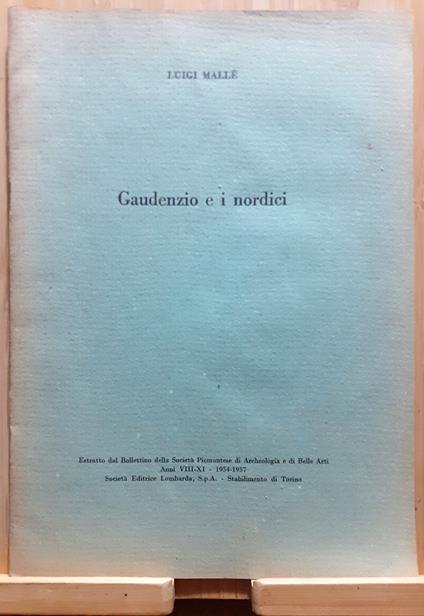 LUIGI MALLÈ
Gaudenzio e i nordici
Estratto dal Bollettino della Società Piemontese di Archeologia e di Belle Arti
Anni VIII-XI - 1954-1957
Società Editrice Lombarda, S.p.A. - Stabilimento di Torino